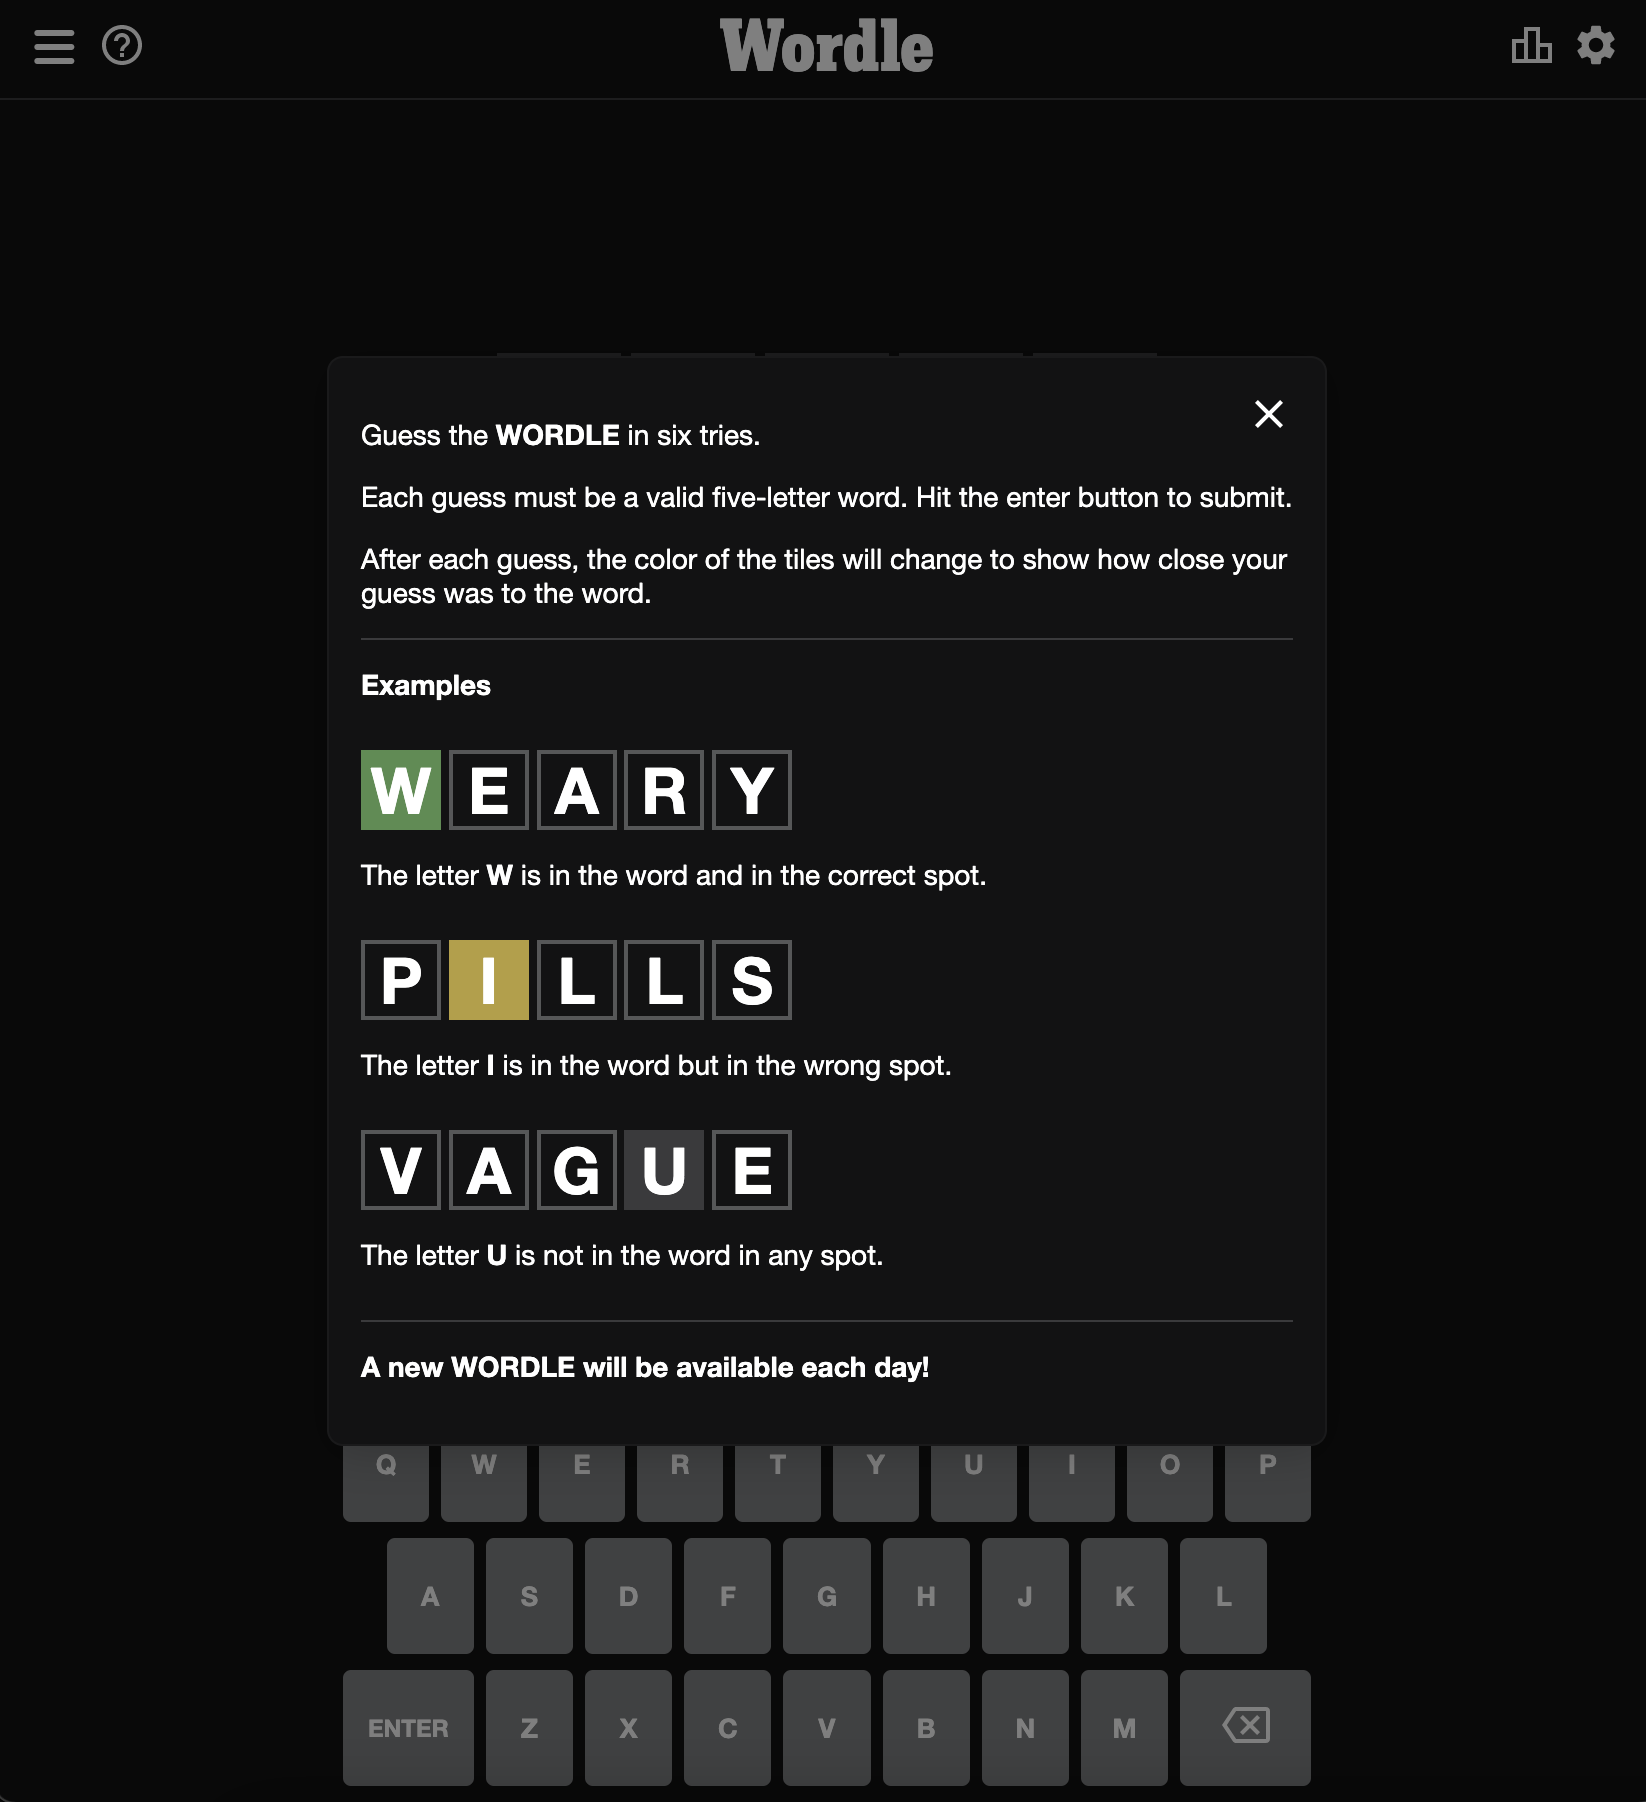 Wordle
Guess the WORDLE in six tries.
Each guess must be a valid five-letter word. Hit the enter button to submit.
After each guess, the color of the tiles will change to show how close your
guess was to the word.
Examples
W E A R Y
The letter W is in the word and in the correct spot.
P I L L S
The letter I is in the word but in the wrong spot.
V A G U E
The letter U is not in the word in any spot.
A new WORDLE will be available each day!
Q W E R T Y U I O P
A S D F G H J K L
ENTER Z X C V B N M